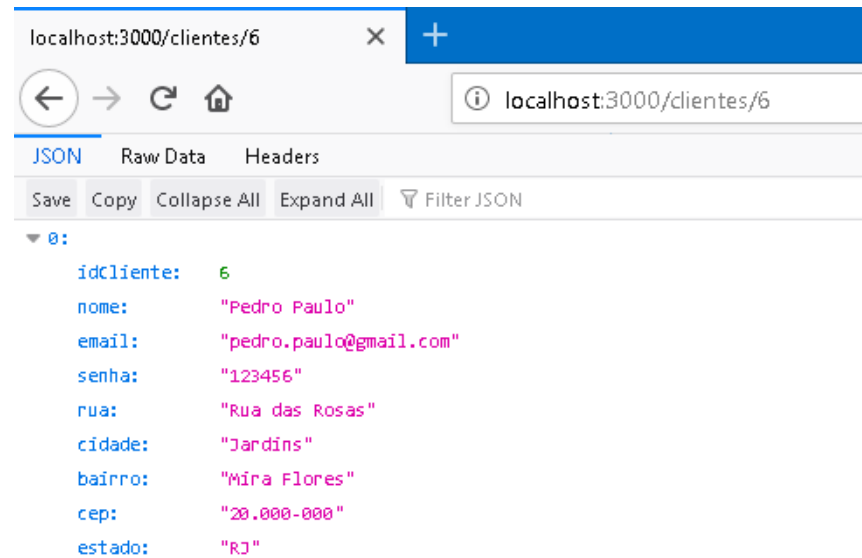 localhost:3000/clientes/6
localhost:3000/clientes/6
JSON Raw Data Headers
Save Copy Collapse All Expand All Filter JSON
0:
idCliente: 6
nome: "Pedro Paulo"
email: "pedro.paulo@gmail.com"
senha: "123456"
rua: "Rua das Rosas"
cidade: "Jardins"
bairro: "Mira Flores"
cep: "20.000-000"
estado: "RJ"